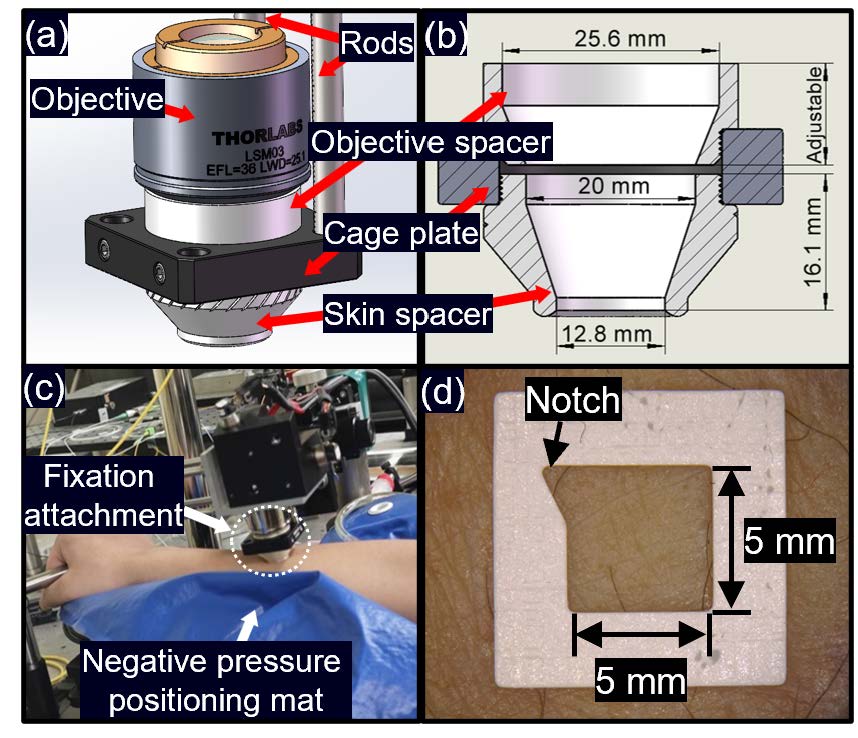 (a)
Rods
Objective
THORLABS
LSM03
EFL=36 LWD=25.1
Objective spacer
Cage plate
Skin spacer
(b)
25.6 mm
Adjustable
20 mm
16.1 mm
12.8 mm
(c)
Fixation
attachment
Negative pressure
positioning mat
(d)
Notch
5 mm
5 mm